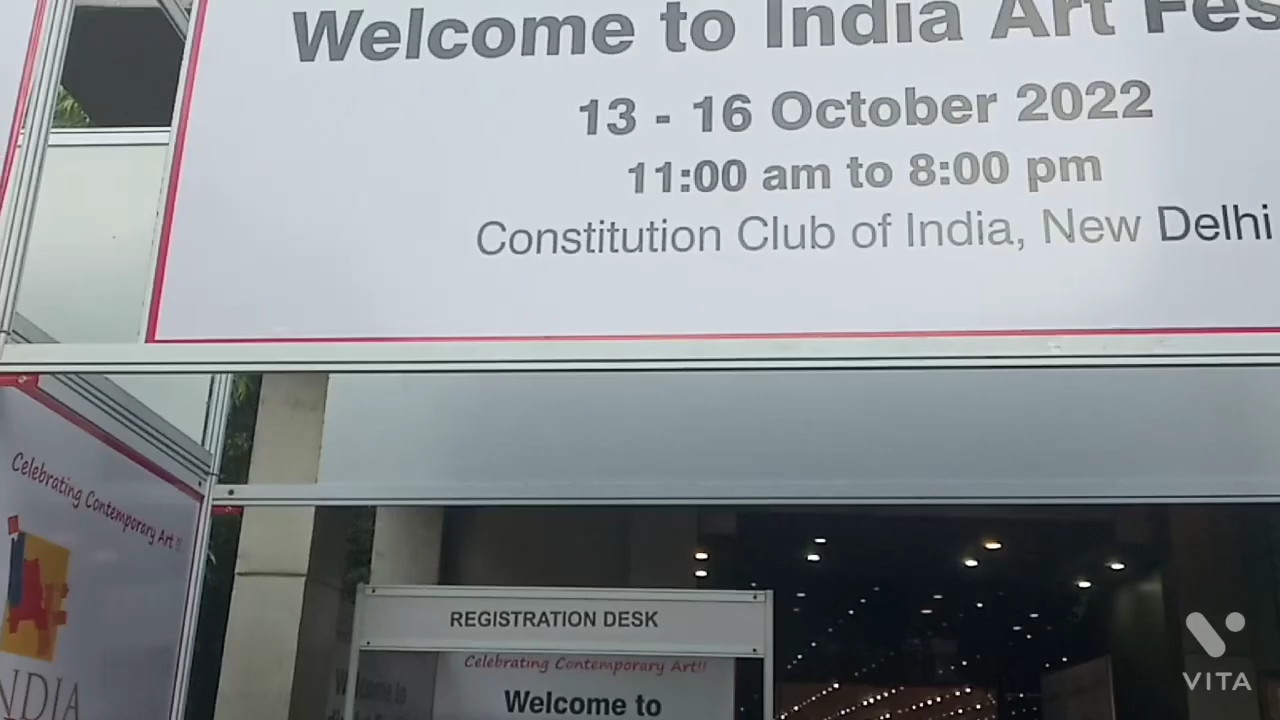 Welcome to India Art Fes
13 - 16 October 2022
11:00 am to 8:00 pm
Constitution Club of India, New Delhi
Celebrating Contemporary Art !!
NDIA
REGISTRATION DESK
Celebrating Contemporary Art!!
Welcome to
VITA